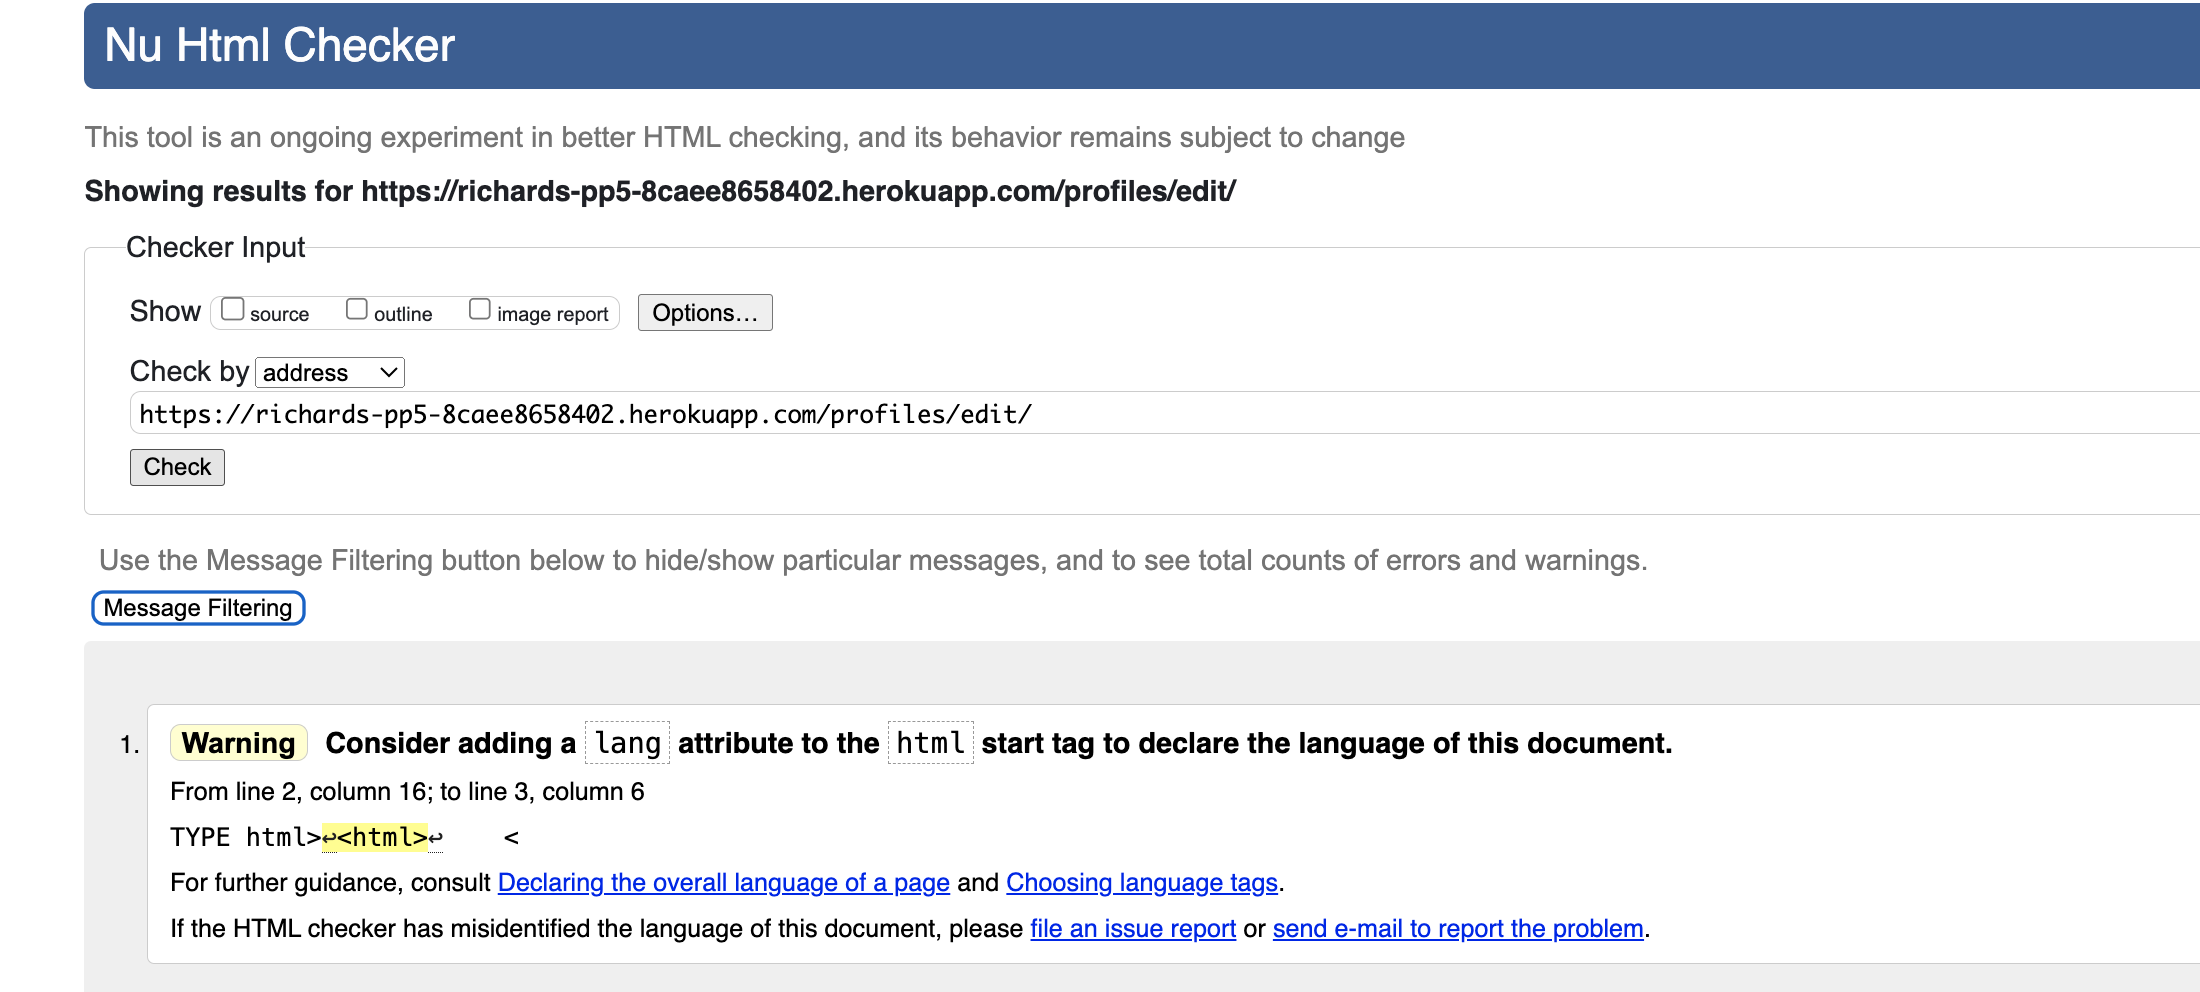 Nu Html Checker
This tool is an ongoing experiment in better HTML checking, and its behavior remains subject to change
Showing results for https://richards-pp5-8caee8658402.herokuapp.com/profiles/edit/
Checker Input
Show source outline image report Options...
Check by address
https://richards-pp5-8caee8658402.herokuapp.com/profiles/edit/
Check
Use the Message Filtering button below to hide/show particular messages, and to see total counts of errors and warnings.
Message Filtering
1. Warning Consider adding a lang attribute to the html start tag to declare the language of this document.
From line 2, column 16; to line 3, column 6
TYPE html>↩<html>↩    <
For further guidance, consult Declaring the overall language of a page and Choosing language tags.
If the HTML checker has misidentified the language of this document, please file an issue report or send e-mail to report the problem.